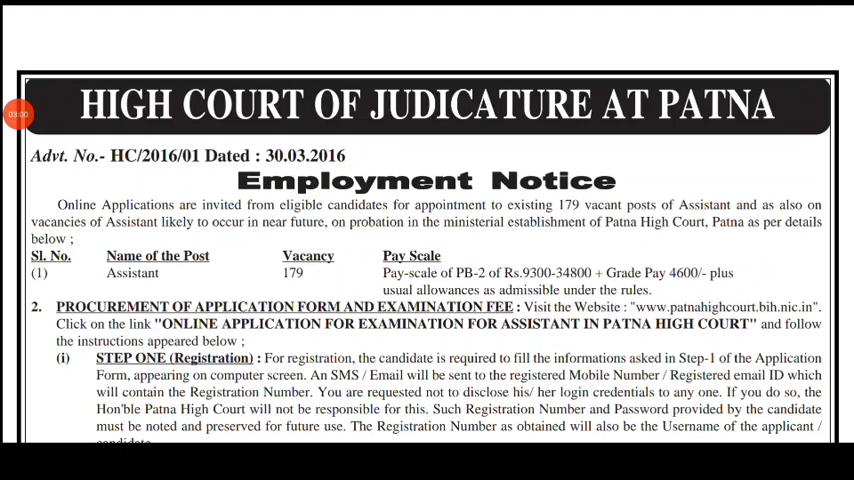 HIGH COURT OF JUDICATURE AT PATNA
03:00
Advt. No.- HC/2016/01 Dated : 30.03.2016
Employment Notice
Online Applications are invited from eligible candidates for appointment to existing 179 vacant posts of Assistant and as also on
vacancies of Assistant likely to occur in near future, on probation in the ministerial establishment of Patna High Court, Patna as per details
below ;
Sl. No. Name of the Post Vacancy Pay Scale
(1) Assistant 179 Pay-scale of PB-2 of Rs.9300-34800 + Grade Pay 4600/- plus
usual allowances as admissible under the rules.
2. PROCUREMENT OF APPLICATION FORM AND EXAMINATION FEE : Visit the Website : "www.patnahighcourt.bih.nic.in".
Click on the link "ONLINE APPLICATION FOR EXAMINATION FOR ASSISTANT IN PATNA HIGH COURT" and follow
the instructions appeared below ;
(i) STEP ONE (Registration) : For registration, the candidate is required to fill the informations asked in Step-1 of the Application
Form, appearing on computer screen. An SMS / Email will be sent to the registered Mobile Number / Registered email ID which
will contain the Registration Number. You are requested not to disclose his/ her login credentials to any one. If you do so, the
Hon'ble Patna High Court will not be responsible for this. Such Registration Number and Password provided by the candidate
must be noted and preserved for future use. The Registration Number as obtained will also be the Username of the applicant /